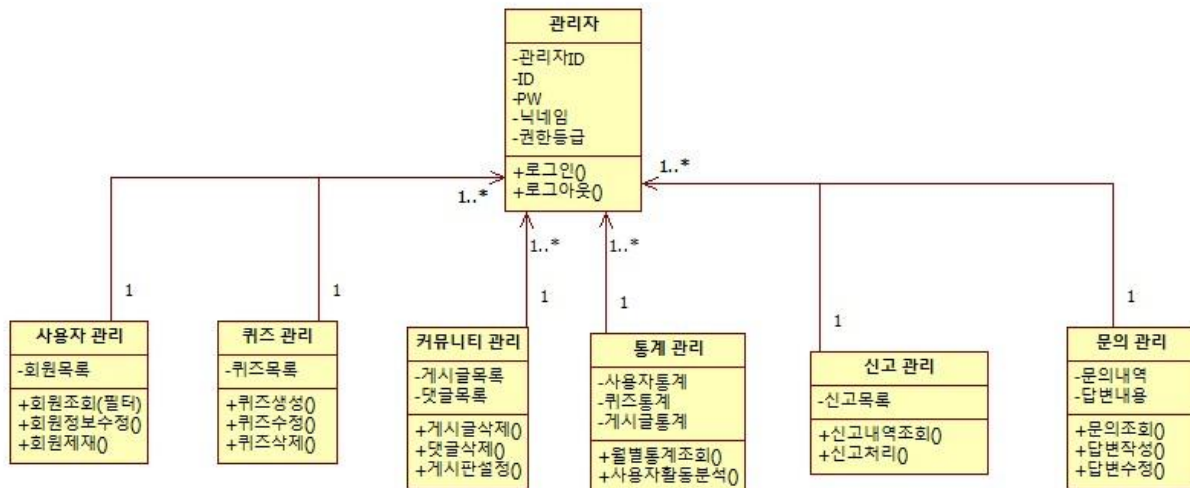 관리자
-관리자ID
-ID
-PW
-닉네임
-권한등급
+로그인()
+로그아웃()
1..*
1..*
1..*
1..*
1
1
1
1
1
1
사용자 관리
-회원목록
+회원조회(필터)
+회원정보수정()
+회원제재()
퀴즈 관리
-퀴즈목록
+퀴즈생성()
+퀴즈수정()
+퀴즈삭제()
커뮤니티 관리
-게시글목록
-댓글목록
+게시글삭제()
+댓글삭제()
+게시판설정()
통계 관리
-사용자통계
-퀴즈통계
-게시글통계
+월별통계조회()
+사용자활동분석()
신고 관리
-신고목록
+신고내역조회()
+신고처리()
문의 관리
-문의내역
-답변내용
+문의조회()
+답변작성()
+답변수정()